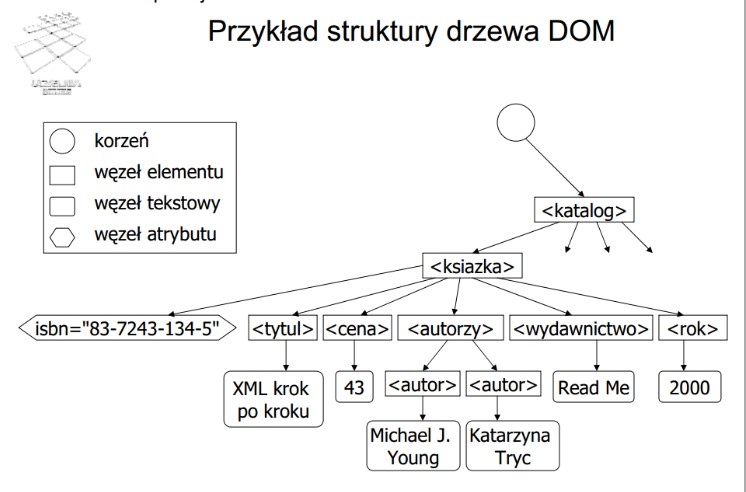 Przykład struktury drzewa DOM
korzeń
węzeł elementu
węzeł tekstowy
węzeł atrybutu
<katalog>
<ksiazka>
isbn="83-7243-134-5"
<tytul>
<cena>
<autorzy>
<wydawnictwo>
<rok>
XML krok
po kroku
43
<autor>
<autor>
Read Me
2000
Michael J.
Young
Katarzyna
Tryc